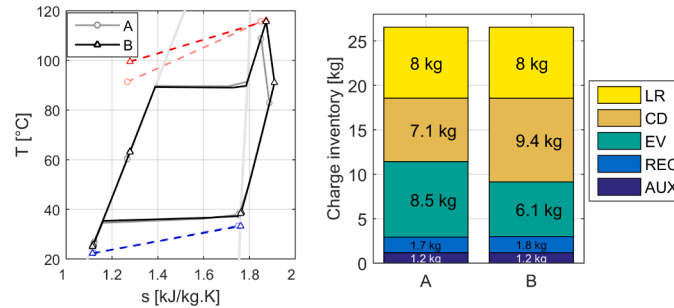 120
100
80
60
40
20
T [°C]
A
B
1
1.2
1.4
1.6
1.8
2
s [kJ/kg.K]
25
20
15
10
5
0
Charge inventory [kg]
8 kg
8 kg
7.1 kg
9.4 kg
8.5 kg
6.1 kg
1.7 kg
1.8 kg
1.2 kg
1.2 kg
A
B
LR
CD
EV
REC
AUX